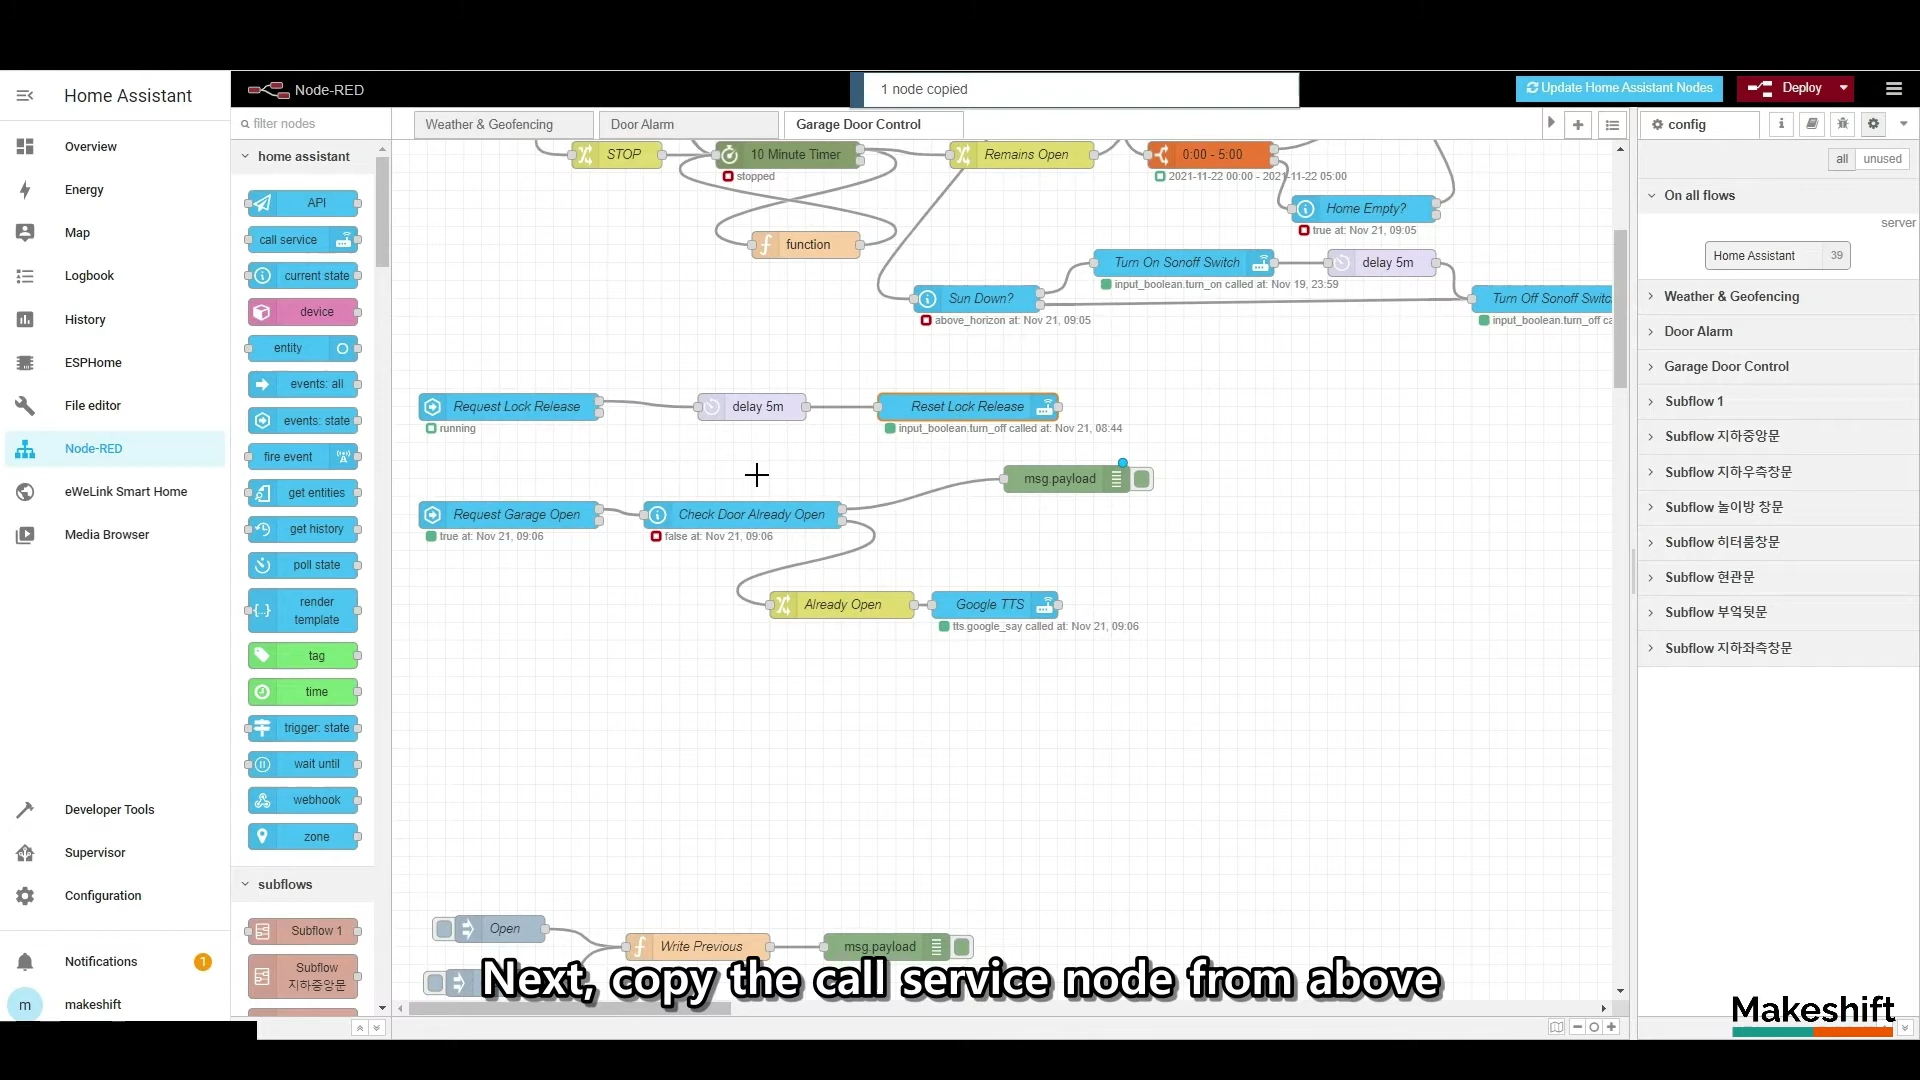 Home Assistant
Node-RED
1 node copied
Update Home Assistant Nodes
Deploy
Overview
Energy
Map
Logbook
History
ESPHome
File editor
Node-RED
eWeLink Smart Home
Media Browser
Developer Tools
Supervisor
Configuration
Notifications
1
m
makeshift
filter nodes
home assistant
API
call service
current state
device
entity
events: all
events: state
fire event
get entities
get history
poll state
render
template
tag
time
trigger: state
wait until
webhook
zone
subflows
Subflow 1
Subflow
지하중앙문
Weather & Geofencing
Door Alarm
Garage Door Control
STOP
10 Minute Timer
stopped
Remains Open
0:00 - 5:00
2021-11-22 00:00 - 2021-11-22 05:00
Home Empty?
true at: Nov 21, 09:05
function
Turn On Sonoff Switch
input_boolean.turn_on called at: Nov 19, 23:59
delay 5m
Sun Down?
above_horizon at: Nov 21, 09:05
Turn Off Sonoff Switc
input_boolean.turn_off ca
Request Lock Release
running
delay 5m
Reset Lock Release
input_boolean.turn_off called at: Nov 21, 08:44
msg.payload
Request Garage Open
true at: Nov 21, 09:06
Check Door Already Open
false at: Nov 21, 09:06
Already Open
Google TTS
tts.google_say called at: Nov 21, 09:06
Open
Write Previous
msg.payload
Next, copy the call service node from above
config
i
all
unused
On all flows
server
Home Assistant
39
Weather & Geofencing
Door Alarm
Garage Door Control
Subflow 1
Subflow 지하중앙문
Subflow 지하우측창문
Subflow 놀이방 창문
Subflow 히터룸창문
Subflow 현관문
Subflow 부엌뒷문
Subflow 지하좌측창문
Makeshift